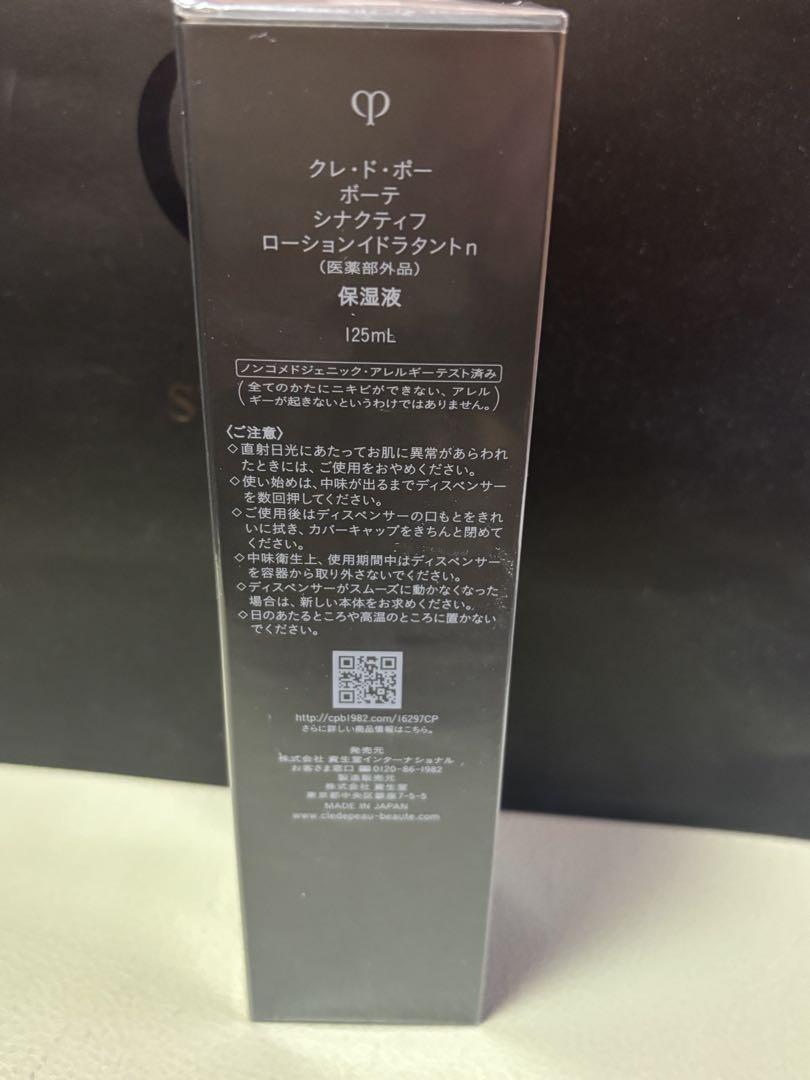 クレ・ド・ポー
ボーテ
シナクティフ
ローションイドラタントn
（医薬部外品）
保湿液
125mL
ノンコメドジェニック・アレルギーテスト済み
（全てのかたにニキビができない、アレル
ギーが起きないというわけではありません。）
〈ご注意〉
◇直射日光にあたってお肌に異常があらわれ
たときには、ご使用をおやめください。
◇使い始めは、中味が出るまでディスペンサー
を数回押してください。
◇ご使用後はディスペンサーの口もとをきれ
いに拭き、カバーキャップをきちんと閉めて
ください。
◇中味衛生上、使用期間中はディスペンサー
を容器から取り外さないでください。
◇ディスペンサーがスムーズに動かなくなった
場合は、新しい本体をお求めください。
◇日のあたるところや高温のところに置かない
でください。
http://cpb1982.com/16297CP
さらに詳しい商品情報はこちら。
発売元
株式会社 資生堂インターナショナル
お客さま窓口 0120-86-1982
製造販売元
株式会社 資生堂
東京都中央区銀座7-5-5
MADE IN JAPAN
www.cledepeau-beaute.com
S